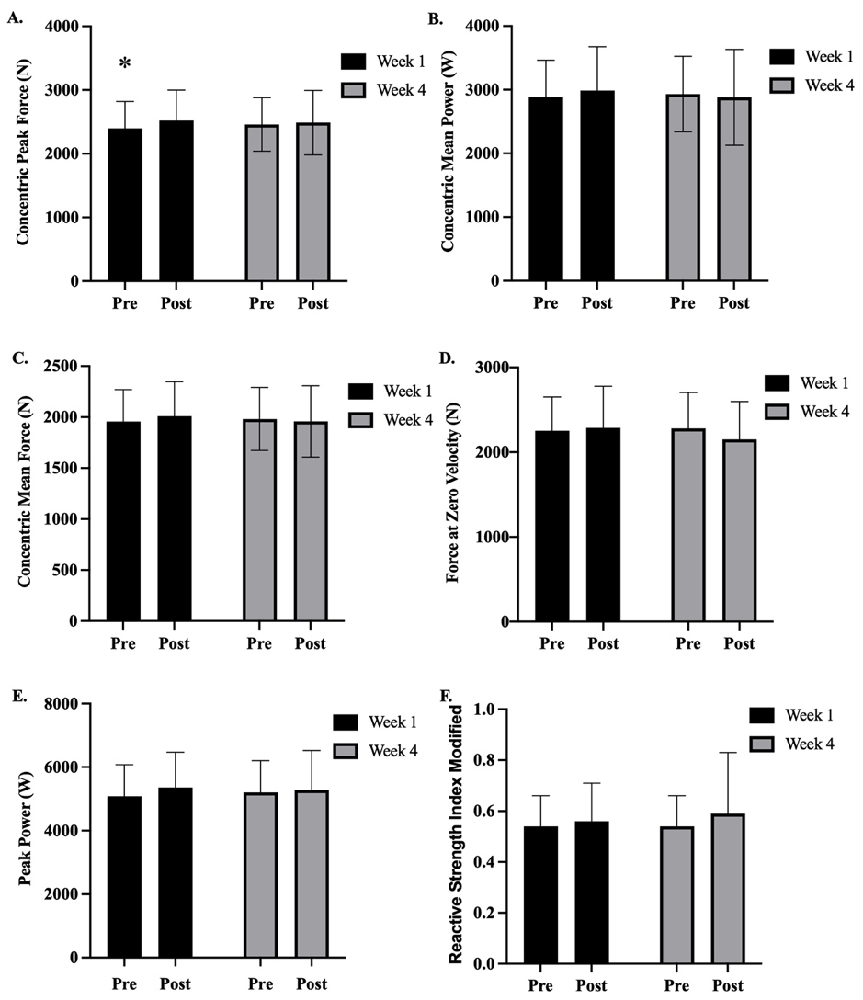 A.
Concentric Peak Force (N)
4000
3000
2000
1000
0
*
Pre Post Pre Post
Week 1
Week 4
B.
Concentric Mean Power (W)
4000
3000
2000
1000
0
Pre Post Pre Post
Week 1
Week 4
C.
Concentric Mean Force (N)
2500
2000
1500
1000
500
0
Pre Post Pre Post
Week 1
Week 4
D.
Force at Zero Velocity (N)
3000
2000
1000
0
Pre Post Pre Post
Week 1
Week 4
E.
Peak Power (W)
8000
6000
4000
2000
0
Pre Post Pre Post
Week 1
Week 4
F.
Reactive Strength Index Modified
1.0
0.8
0.6
0.4
0.2
0.0
Pre Post Pre Post
Week 1
Week 4